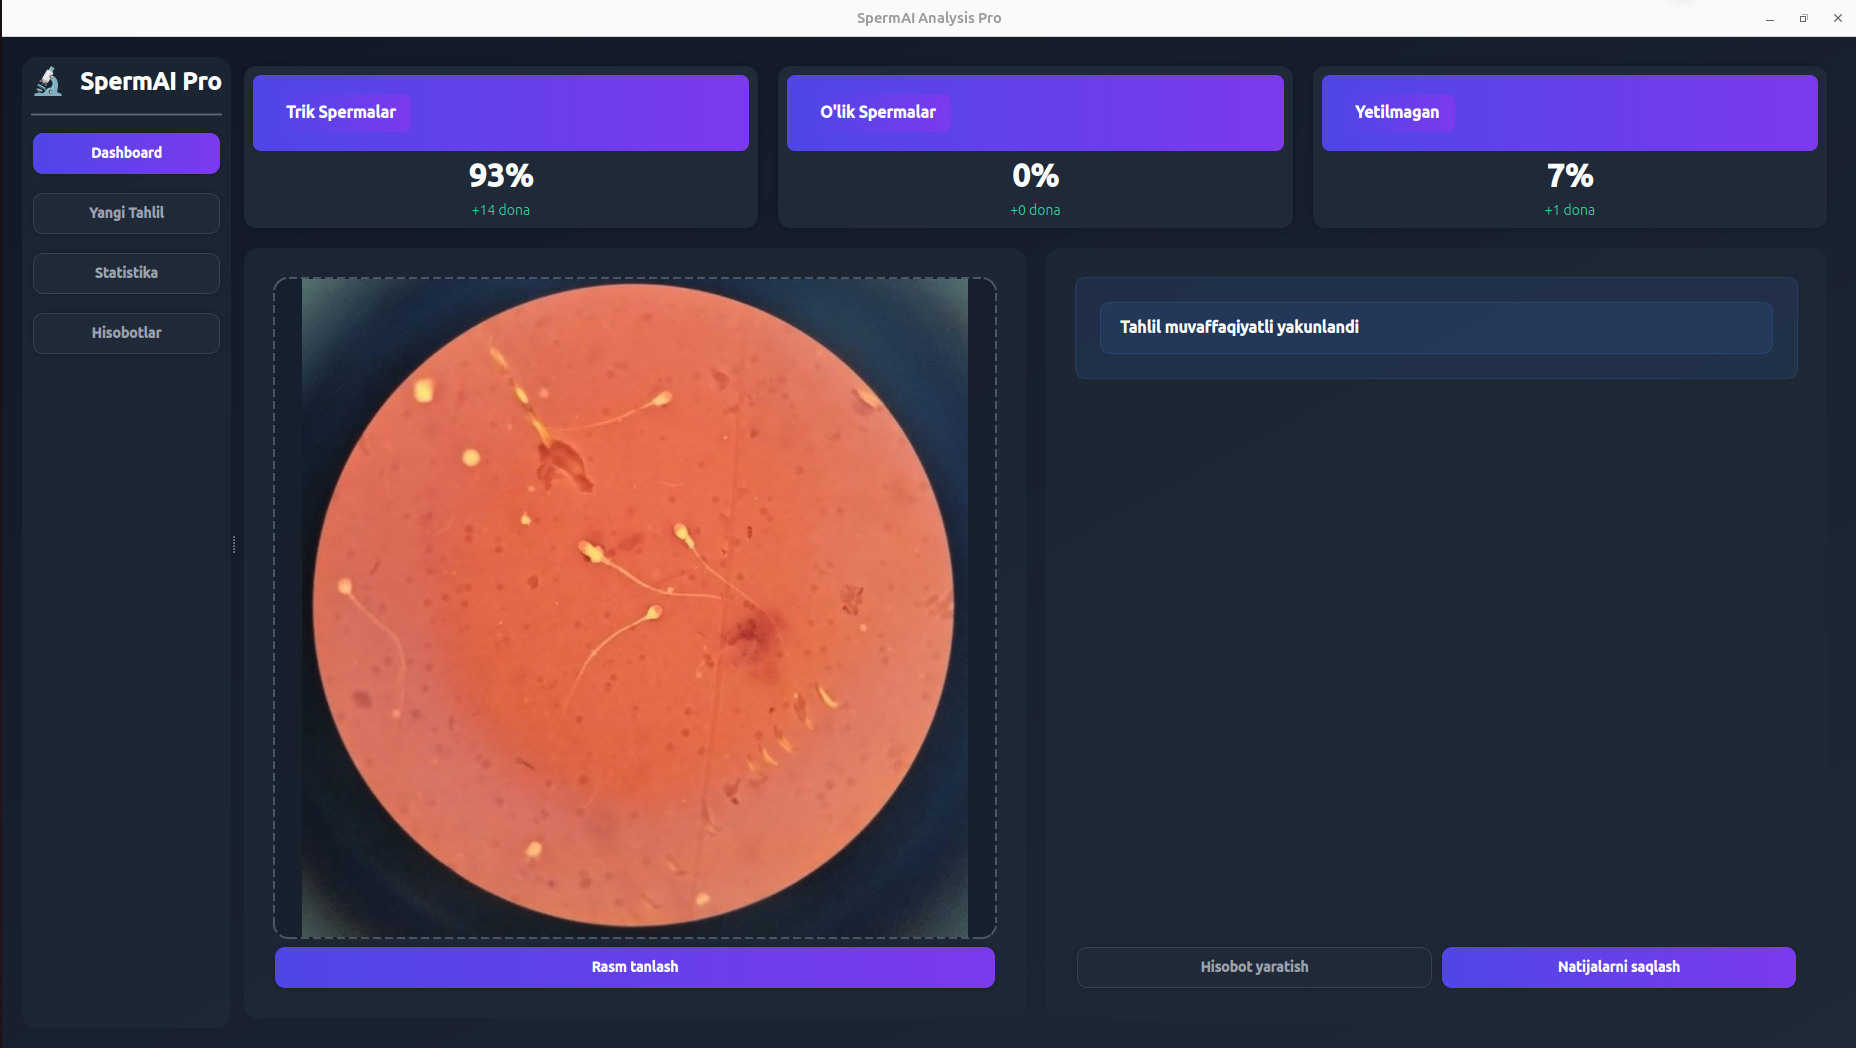 SpermAI Analysis Pro
SpermAI Pro
Dashboard
Yangi Tahlil
Statistika
Hisobotlar
Trik Spermalar
93%
+14 dona
O'lik Spermalar
0%
+0 dona
Yetilmagan
7%
+1 dona
Rasm tanlash
Tahlil muvaffaqiyatli yakunlandi
Hisobot yaratish
Natijalarni saqlash